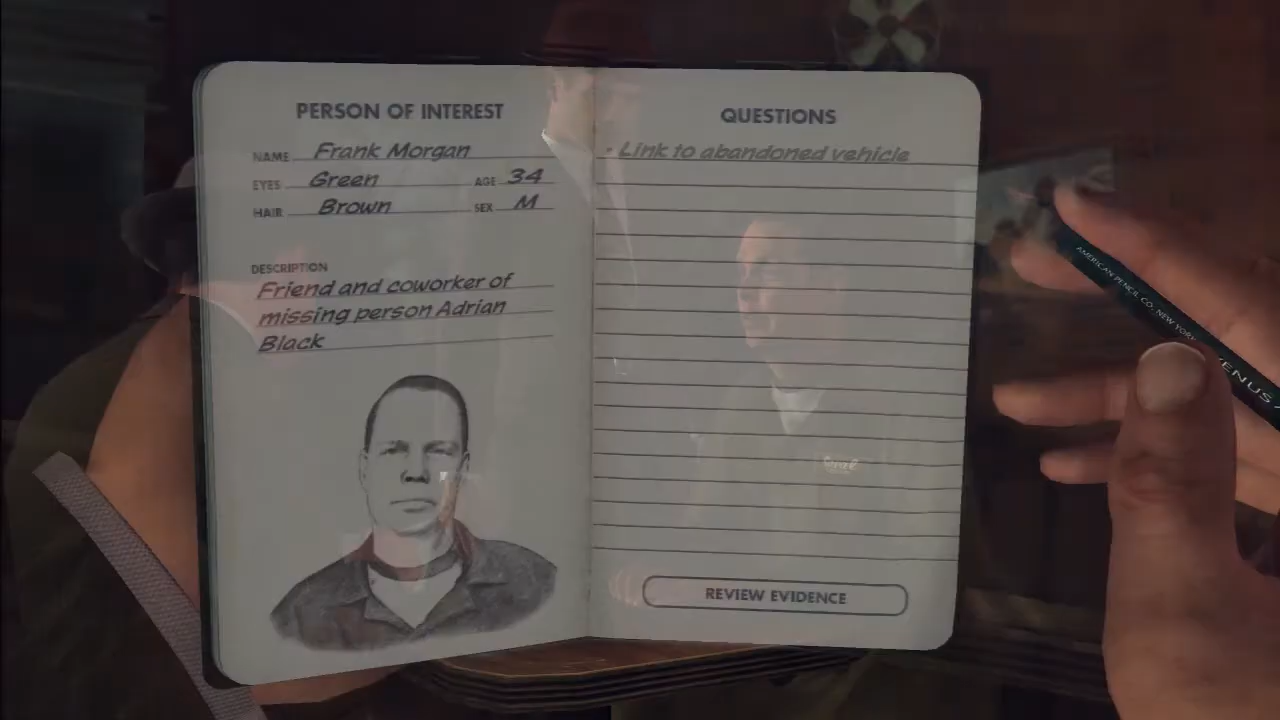 PERSON OF INTEREST
NAME Frank Morgan
EYES Green AGE 34
HAIR Brown SEX M
DESCRIPTION
Friend and coworker of
missing person Adrian
Black
QUESTIONS
- Link to abandoned vehicle
REVIEW EVIDENCE
AMERICAN PENCIL CO. NEW YORK
VENUS